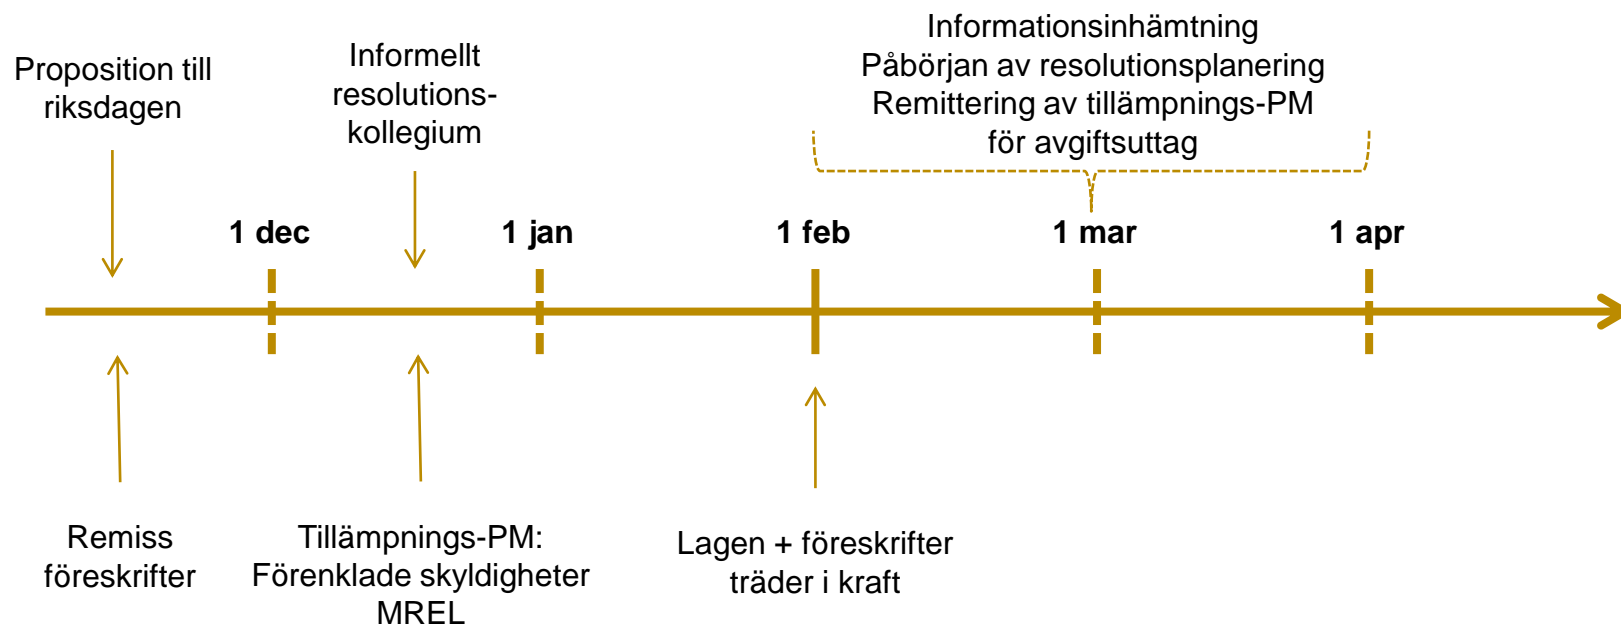 Proposition till
riksdagen
Informellt
resolutions-
kollegium
Informationsinhämtning
Påbörjan av resolutionsplanering
Remittering av tillämpnings-PM
för avgiftsuttag
1 dec
1 jan
1 feb
1 mar
1 apr
Remiss
föreskrifter
Tillämpnings-PM:
Förenklade skyldigheter
MREL
Lagen + föreskrifter
träder i kraft